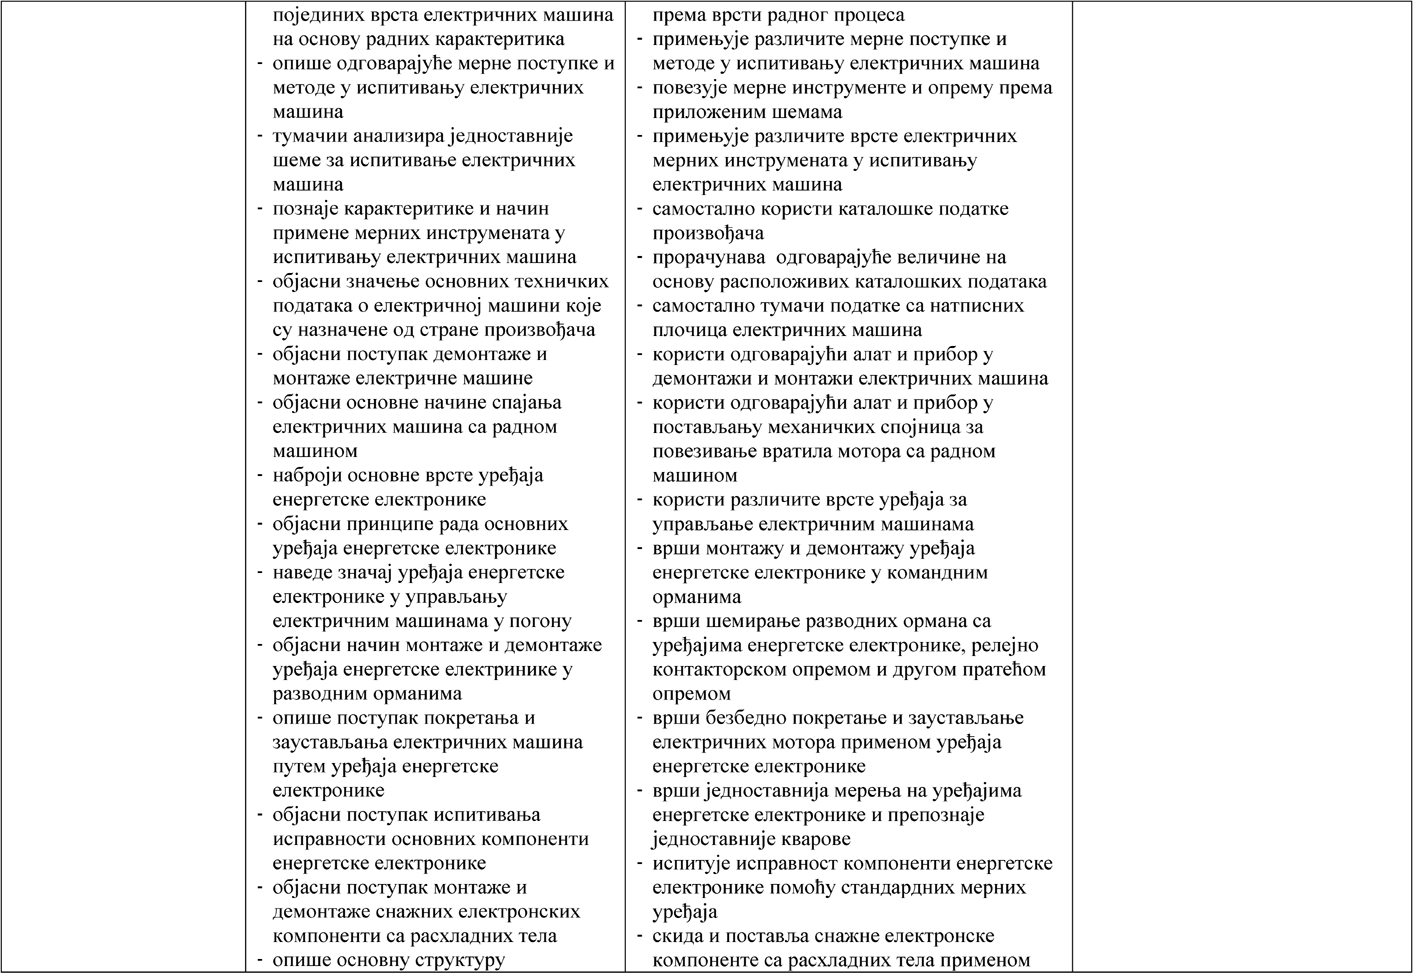 појединих врста електричних машина
на основу радних карактеритика
- опише одговарајуће мерне поступке и
методе у испитивању електричних
машина
- тумачии анализира једноставније
шеме за испитивање електричних
машина
- познаје карактеритике и начин
примене мерних инструмената у
испитивању електричних машина
- објасни значење основних техничких
података о електричној машини које
су назначене од стране произвођача
- објасни поступак демонтаже и
монтаже електричне машине
- објасни основне начине спајања
електричних машина са радном
машином
- наброји основне врсте уређаја
енергетске електронике
- објасни принципе рада основних
уређаја енергетске електронике
- наведе значај уређаја енергетске
електронике у управљању
електричним машинама у погону
- објасни начин монтаже и демонтаже
уређаја енергетске електринике у
разводним орманима
- опише поступак покретања и
заустављања електричних машина
путем уређаја енергетске
електронике
- објасни поступак испитивања
исправности основних компоненти
енергетске електронике
- објасни поступак монтаже и
демонтаже снажних електронских
компоненти са расхладних тела
- опише основну структуру
према врсти радног процеса
- примењује различите мерне поступке и
методе у испитивању електричних машина
- повезује мерне инструменте и опрему према
приложеним шемама
- примењује различите врсте електричних
мерних инструмената у испитивању
електричних машина
- самостално користи каталошке податке
произвођача
- прорачунава  одговарајуће величине на
основу расположивих каталошких података
- самостално тумачи податке са натписних
плочица електричних машина
- користи одговарајући алат и прибор у
демонтажи и монтажи електричних машина
- користи одговарајући алат и прибор у
постављању механичких спојница за
повезивање вратила мотора са радном
машином
- користи различите врсте уређаја за
управљање електричним машинама
- врши монтажу и демонтажу уређаја
енергетске електронике у командним
орманима
- врши шемирање разводних ормана са
уређајима енергетске електронике, релејно
контакторском опремом и другом пратећом
опремом
- врши безбедно покретање и заустављање
електричних мотора применом уређаја
енергетске електронике
- врши једноставнија мерења на уређајима
енергетске електронике и препознаје
једноставније кварове
- испитује исправност компоненти енергетске
електронике помоћу стандардних мерних
уређаја
- скида и поставља снажне електронске
компоненте са расхладних тела применом